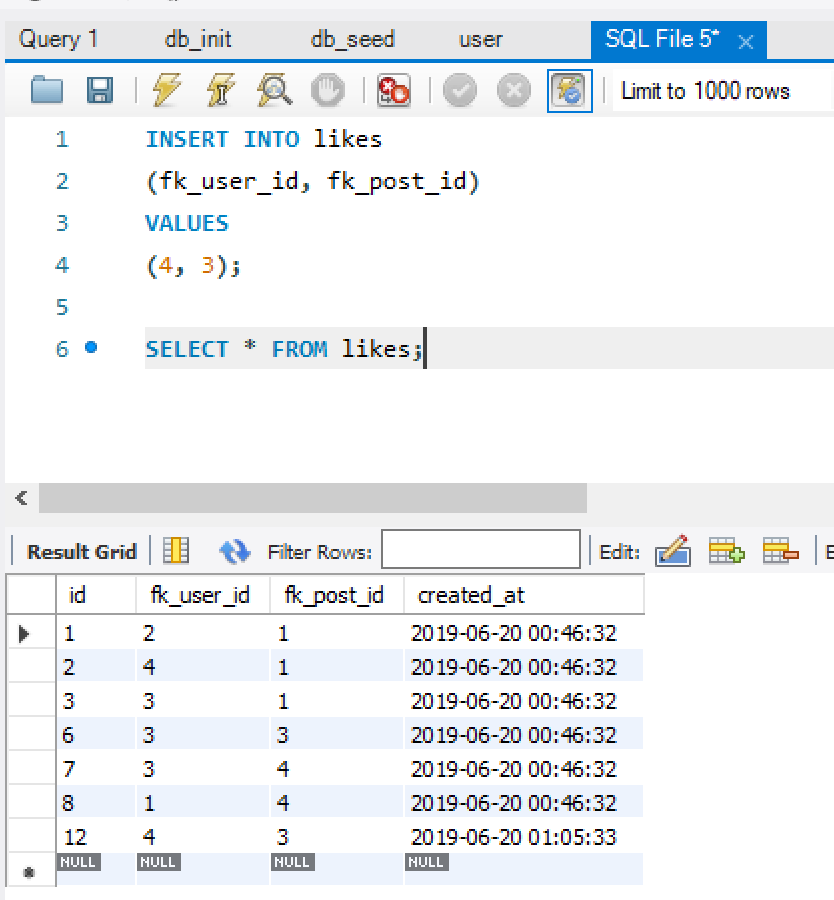 Query 1 db_init db_seed user SQL File 5*
Limit to 1000 rows
1 INSERT INTO likes
2 (fk_user_id, fk_post_id)
3 VALUES
4 (4, 3);
5
6 SELECT * FROM likes;
Result Grid Filter Rows: Edit: E
id fk_user_id fk_post_id created_at
1 2 1 2019-06-20 00:46:32
2 4 1 2019-06-20 00:46:32
3 3 1 2019-06-20 00:46:32
6 3 3 2019-06-20 00:46:32
7 3 4 2019-06-20 00:46:32
8 1 4 2019-06-20 00:46:32
12 4 3 2019-06-20 01:05:33
NULL NULL NULL NULL